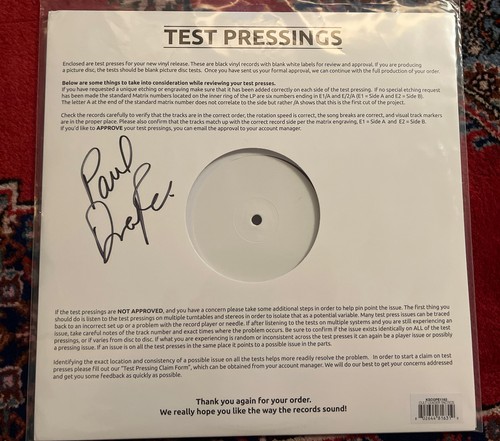 TEST PRESSINGS
Enclosed are test presses for your new vinyl release. These are black vinyl records with blank white labels for review and approval. If you are producing
a picture disc, the tests should be blank picture disc tests. Once you have sent us your formal approval, we can continue with the full production of your order.
Below are some things to take into consideration while reviewing your test presses.
If you have requested a unique etching or engraving make sure that it has been added correctly on each side of the test pressing. If no special etching request
has been made the standard Matrix numbers located on the inner ring of the LP are six numbers ending in E1/A and E/2/A (E1 = Side A and E2 = Side B).
The letter A at the end of the standard matrix number does not correlate to the side but rather /A shows that this is the first cut of the project.
Check the records carefully to verify that the tracks are in the correct order, the rotation speed is correct, the song breaks are correct, and visual track markers
are in the proper place. Please also confirm that the tracks match up with the correct record side per the matrix engraving, E1 = Side A and E2 = Side B.
If you'd like to APPROVE your test pressings, you can email the approval to your account manager.
Paul
If the test pressings are NOT APPROVED, and you have a concern please take some additional steps in order to help pin point the issue. The first thing you
should do is listen to the test pressings on multiple turntables and stereos in order to isolate that as a potential variable. Many test press issues can be traced
back to an incorrect set up or a problem with the record player or needle. If after listening to the tests on multiple systems and you are still experiencing an
issue, take careful notes of the track number and exact times where the problem occurs. Be sure to confirm if the issue exists identically on ALL of the test
pressings, or if varies from disc to disc. If what you are experiencing is random or inconsistent across the test presses it can again be a player issue or possibly
a pressing issue. If an issue is on all the test presses in the same place it points to a possible issue in the parts.
Identifying the exact location and consistency of a possible issue on all the tests helps more readily resolve the problem. In order to start a claim on test
presses please fill out our "Test Pressing Claim Form", which can be obtained from your account manager. We will do our best to get your concerns addressed
and get you some feedback as quickly as possible.
Thank you again for your order.
We really hope you like the way the records sound!